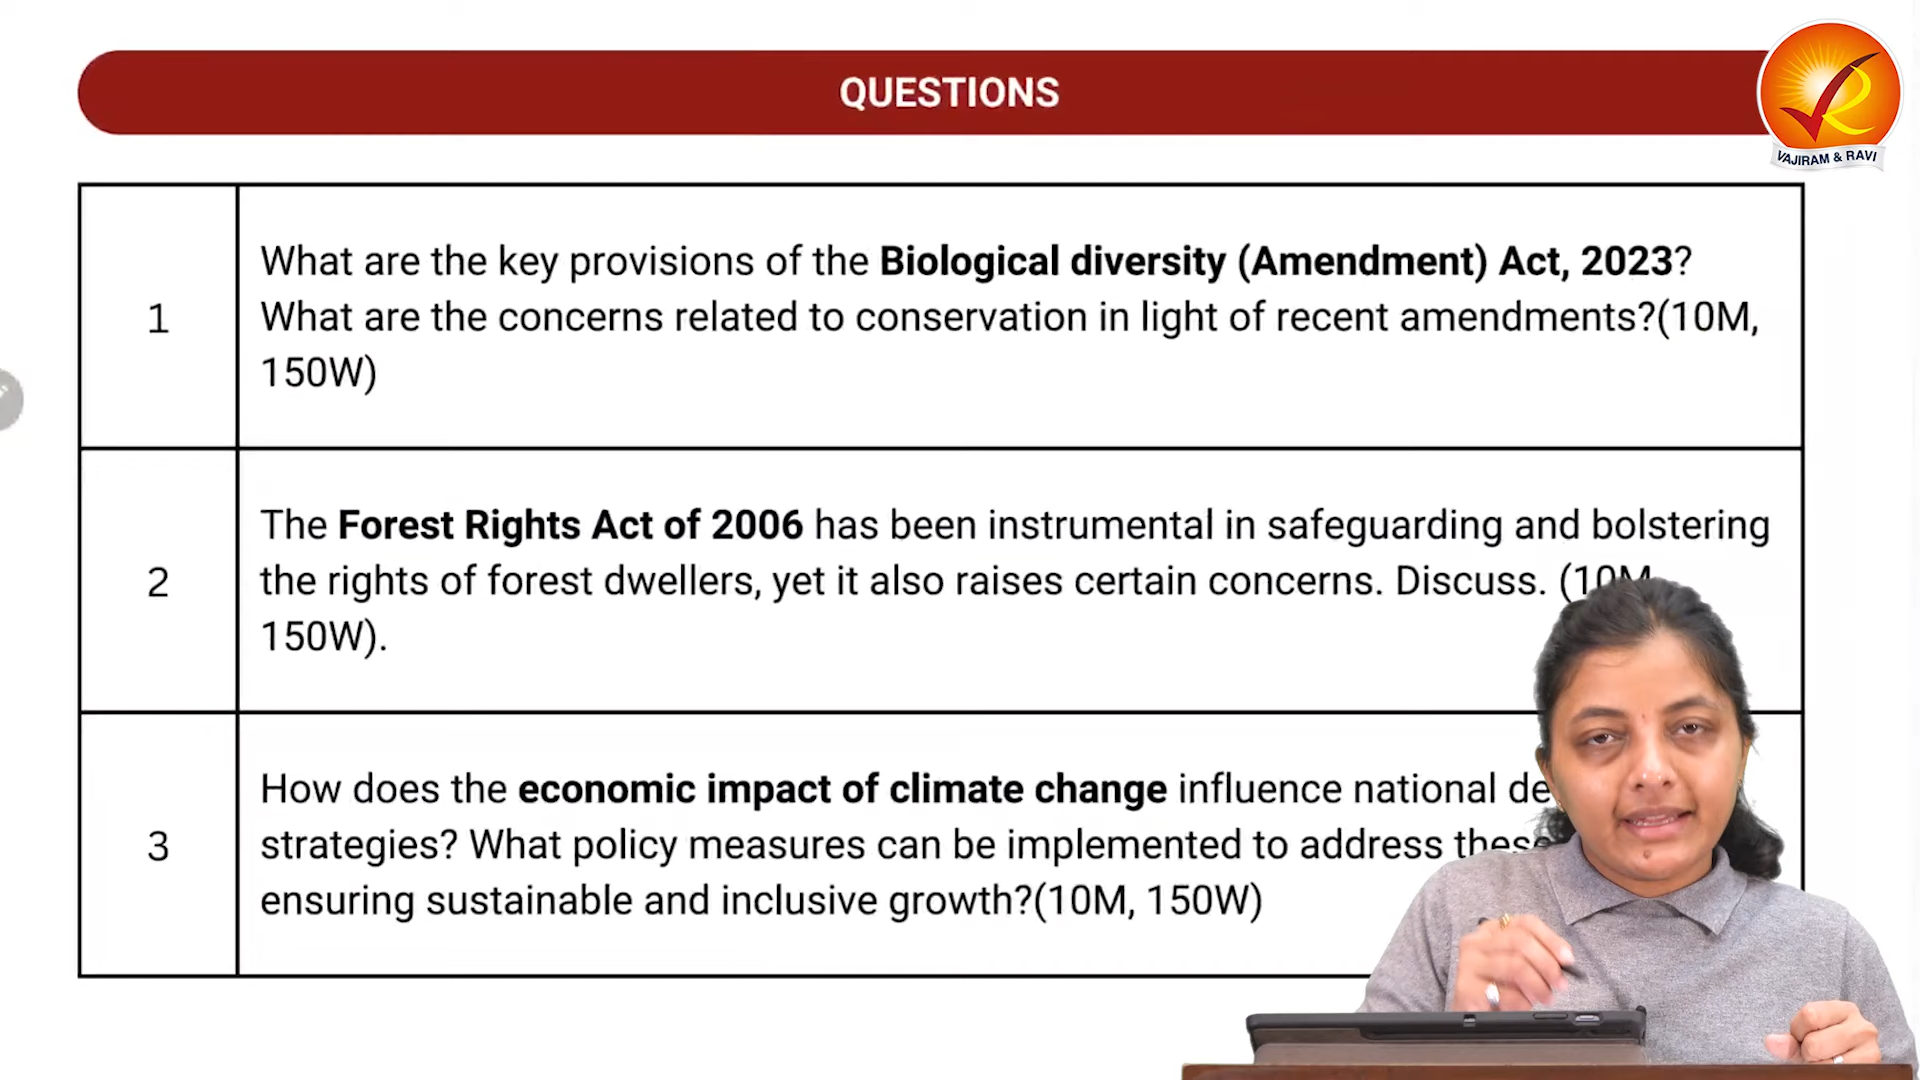 QUESTIONS
VAJIRAM & RAVI
1
What are the key provisions of the Biological diversity (Amendment) Act, 2023?
What are the concerns related to conservation in light of recent amendments?(10M,
150W)
2
The Forest Rights Act of 2006 has been instrumental in safeguarding and bolstering
the rights of forest dwellers, yet it also raises certain concerns. Discuss. (10M
150W).
3
How does the economic impact of climate change influence national
strategies? What policy measures can be implemented to address these
ensuring sustainable and inclusive growth?(10M, 150W)